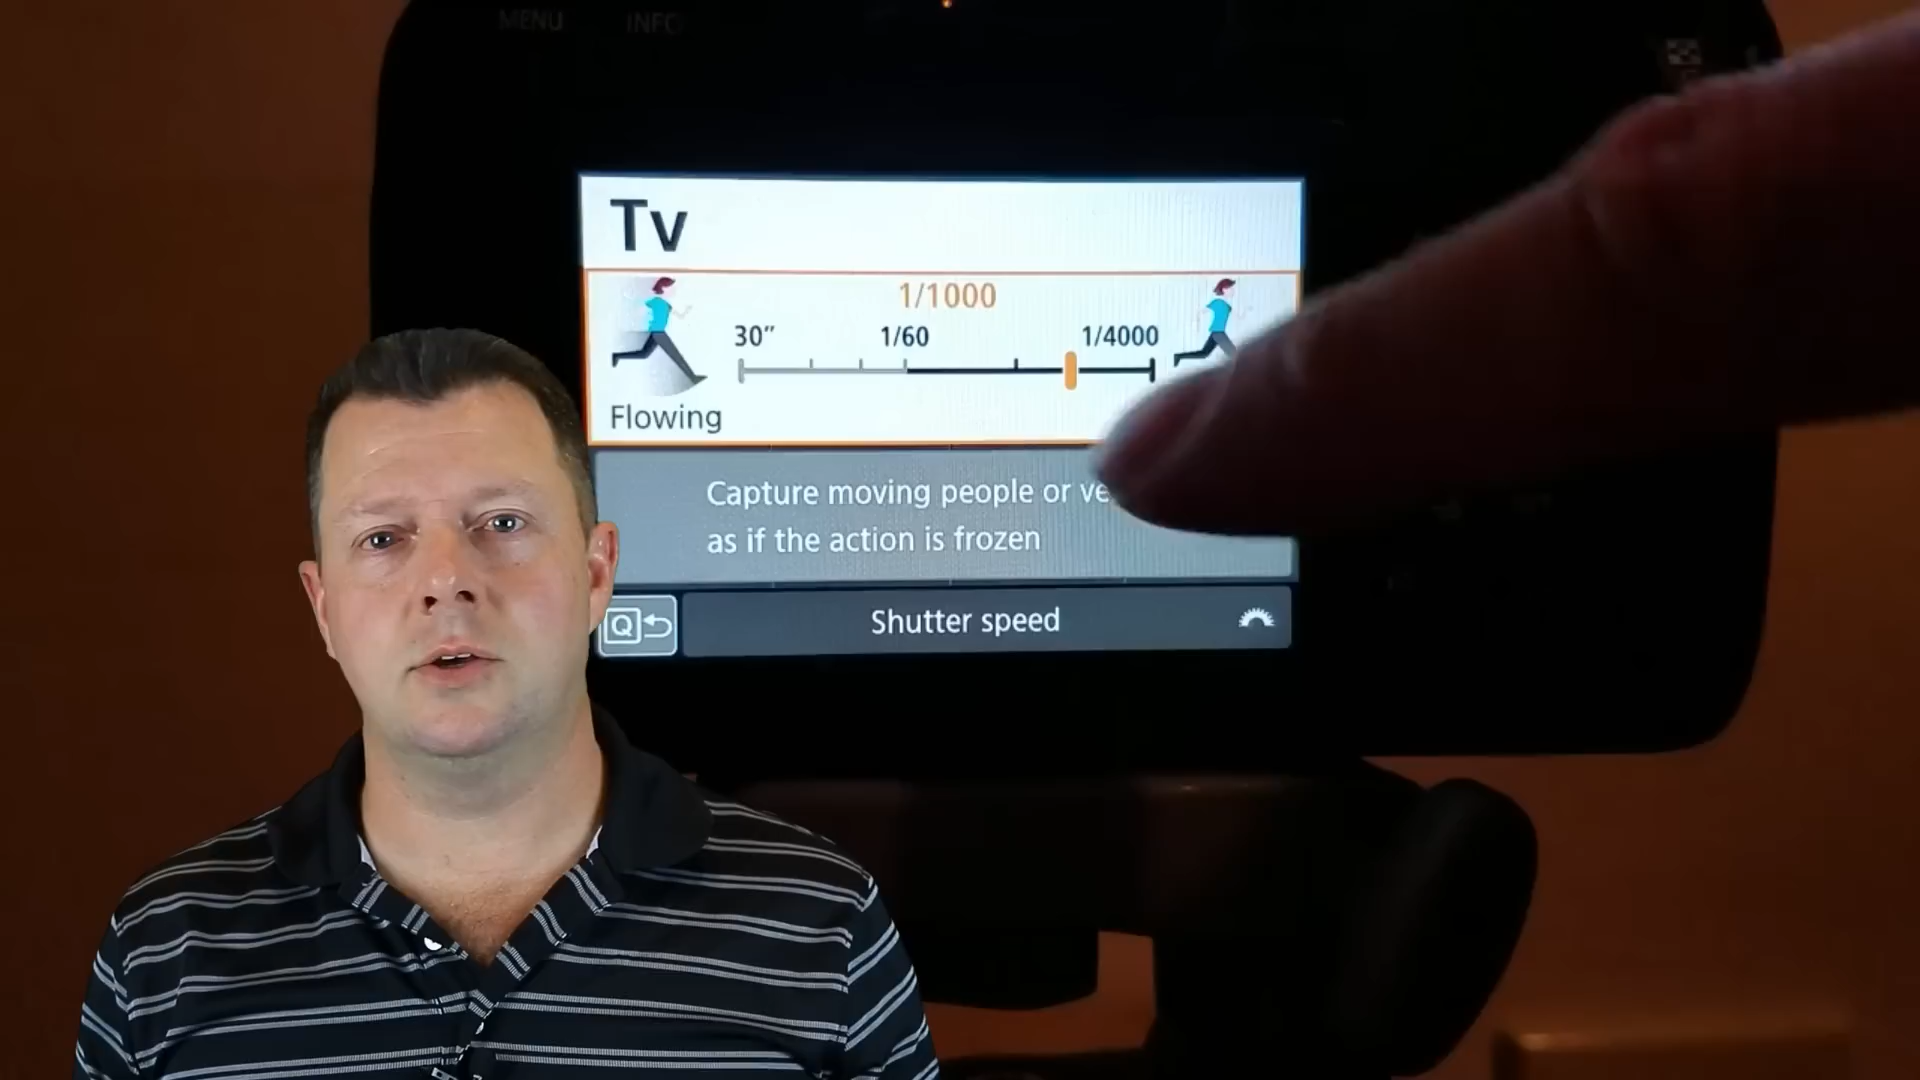 MENU INFO
Tv
1/1000
30" 1/60 1/4000
Flowing
Capture moving people or ve
as if the action is frozen
Q
Shutter speed